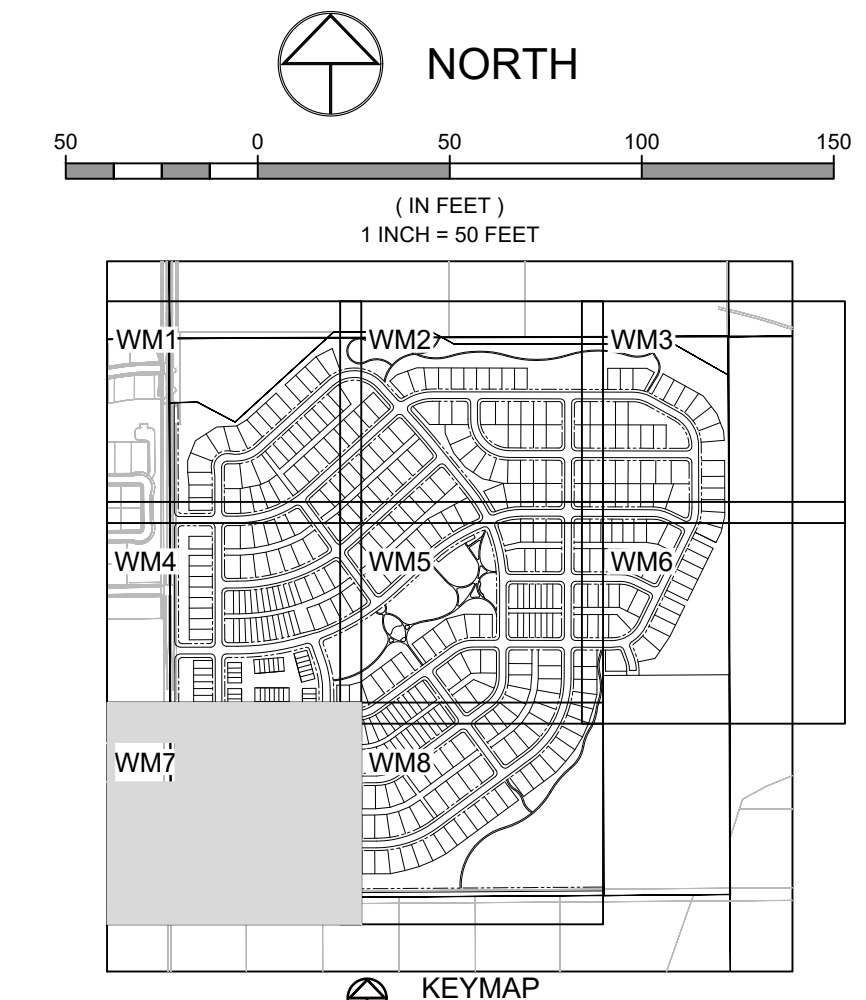 NORTH
50 0 50 100 150
( IN FEET )
1 INCH = 50 FEET
WM1 WM2 WM3
WM4 WM5 WM6
WM7 WM8
KEYMAP